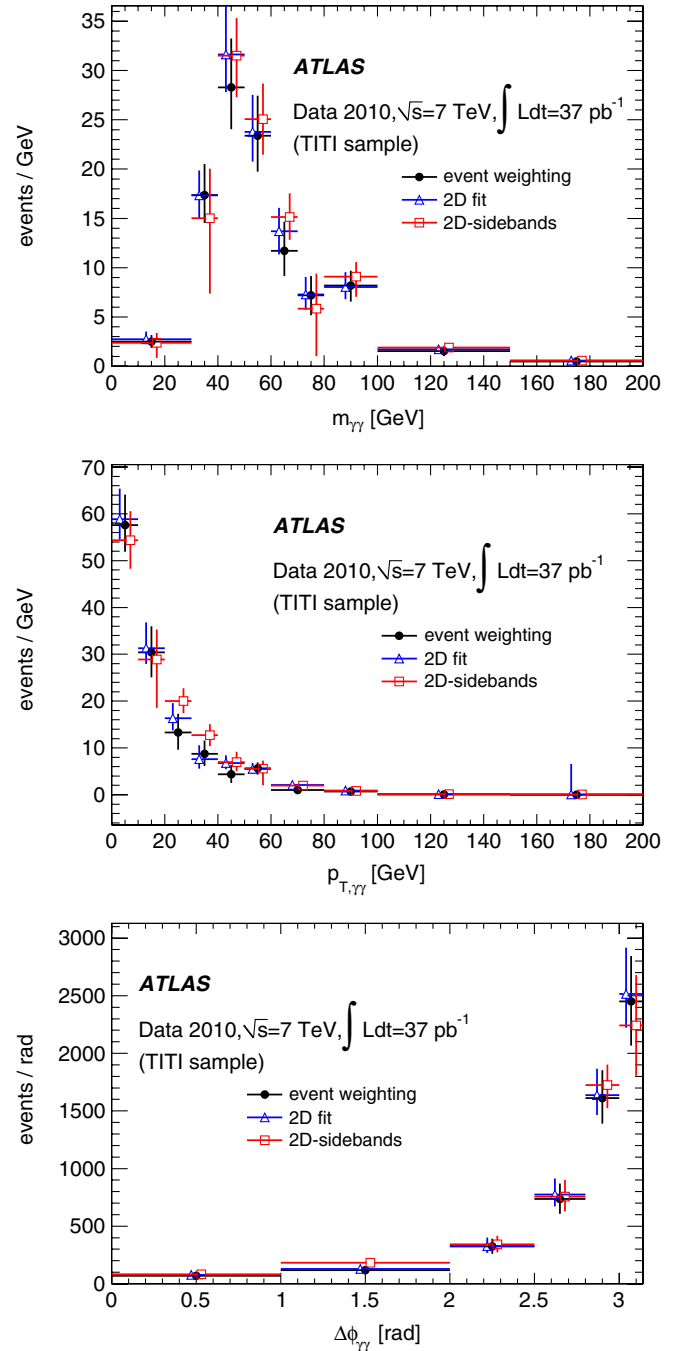 events / GeV
35
30
25
20
15
10
5
0
ATLAS
Data 2010,√s=7 TeV,∫ Ldt=37 pb⁻¹
(TITI sample)
event weighting
2D fit
2D-sidebands
0 20 40 60 80 100 120 140 160 180 200
mγγ [GeV]
events / GeV
70
60
50
40
30
20
10
0
ATLAS
Data 2010,√s=7 TeV,∫ Ldt=37 pb⁻¹
(TITI sample)
event weighting
2D fit
2D-sidebands
0 20 40 60 80 100 120 140 160 180 200
pT,γγ [GeV]
events / rad
3000
2500
2000
1500
1000
500
0
ATLAS
Data 2010,√s=7 TeV,∫ Ldt=37 pb⁻¹
(TITI sample)
event weighting
2D fit
2D-sidebands
0 0.5 1 1.5 2 2.5 3
Δϕγγ [rad]